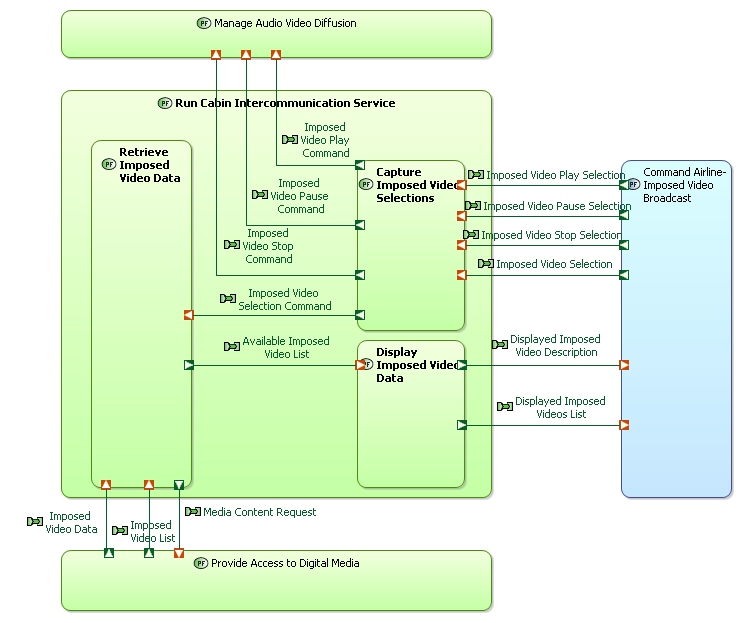 PF Manage Audio Video Diffusion
PF Run Cabin Intercommunication Service
PF Retrieve
Imposed
Video Data
Imposed
Video Play
Command
Imposed
Video Pause
Command
Imposed
Video Stop
Command
Imposed Video
Selection Command
Available Imposed
Video List
PF Capture
Imposed Video
Selections
PF Display
Imposed Video
Data
Imposed Video Play Selection
Imposed Video Pause Selection
Imposed Video Stop Selection
Imposed Video Selection
Displayed Imposed
Video Description
Displayed Imposed
Videos List
PF Command Airline-
Imposed Video
Broadcast
Imposed
Video Data
Imposed
Video List
Media Content Request
PF Provide Access to Digital Media